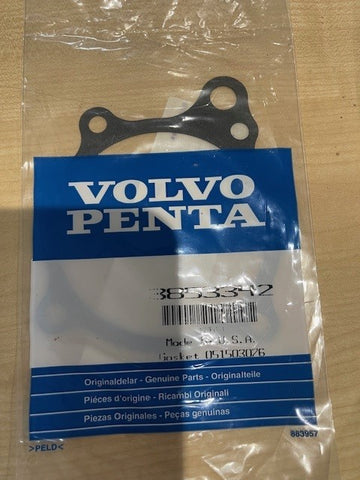 VOLVO
PENTA
3853342
Made in U.S.A.
Gasket 051503026
Originaldelar - Genuine Parts - Originalteile
Pièces d'origine - Ricambi Originali
Piezas Originales - Peças genuinas
883957
>PELD<